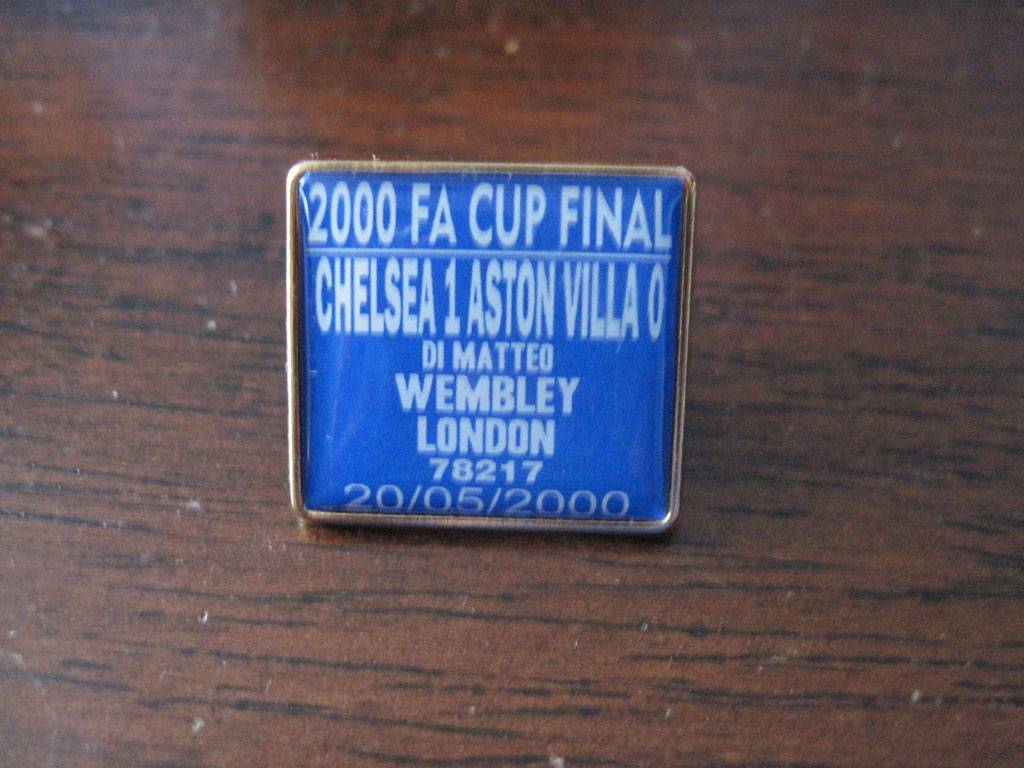 2000 FA CUP FINAL
CHELSEA 1 ASTON VILLA 0
DI MATTEO
WEMBLEY
LONDON
78217
20/05/2000